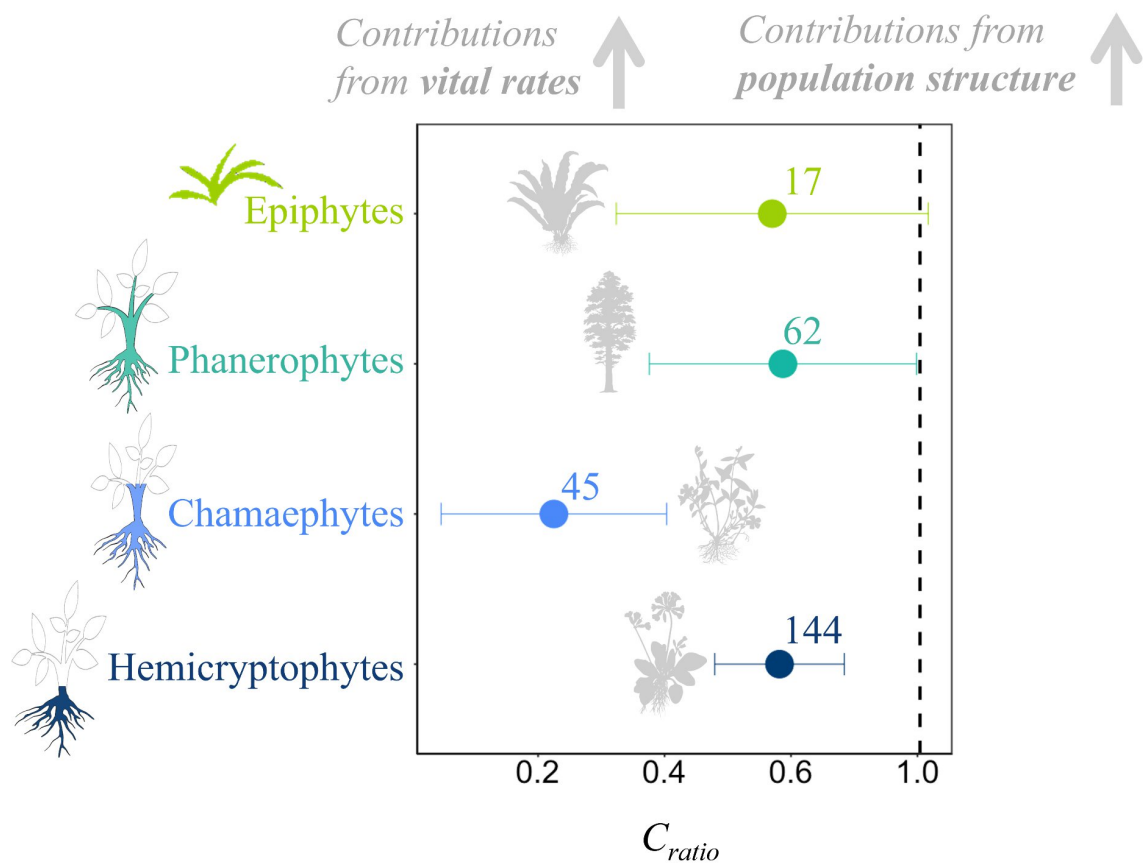 Contributions
from vital rates
Contributions from
population structure
Epiphytes
17
Phanerophytes
62
Chamaephytes
45
Hemicryptophytes
144
0.2 0.4 0.6 1.0
C ratio